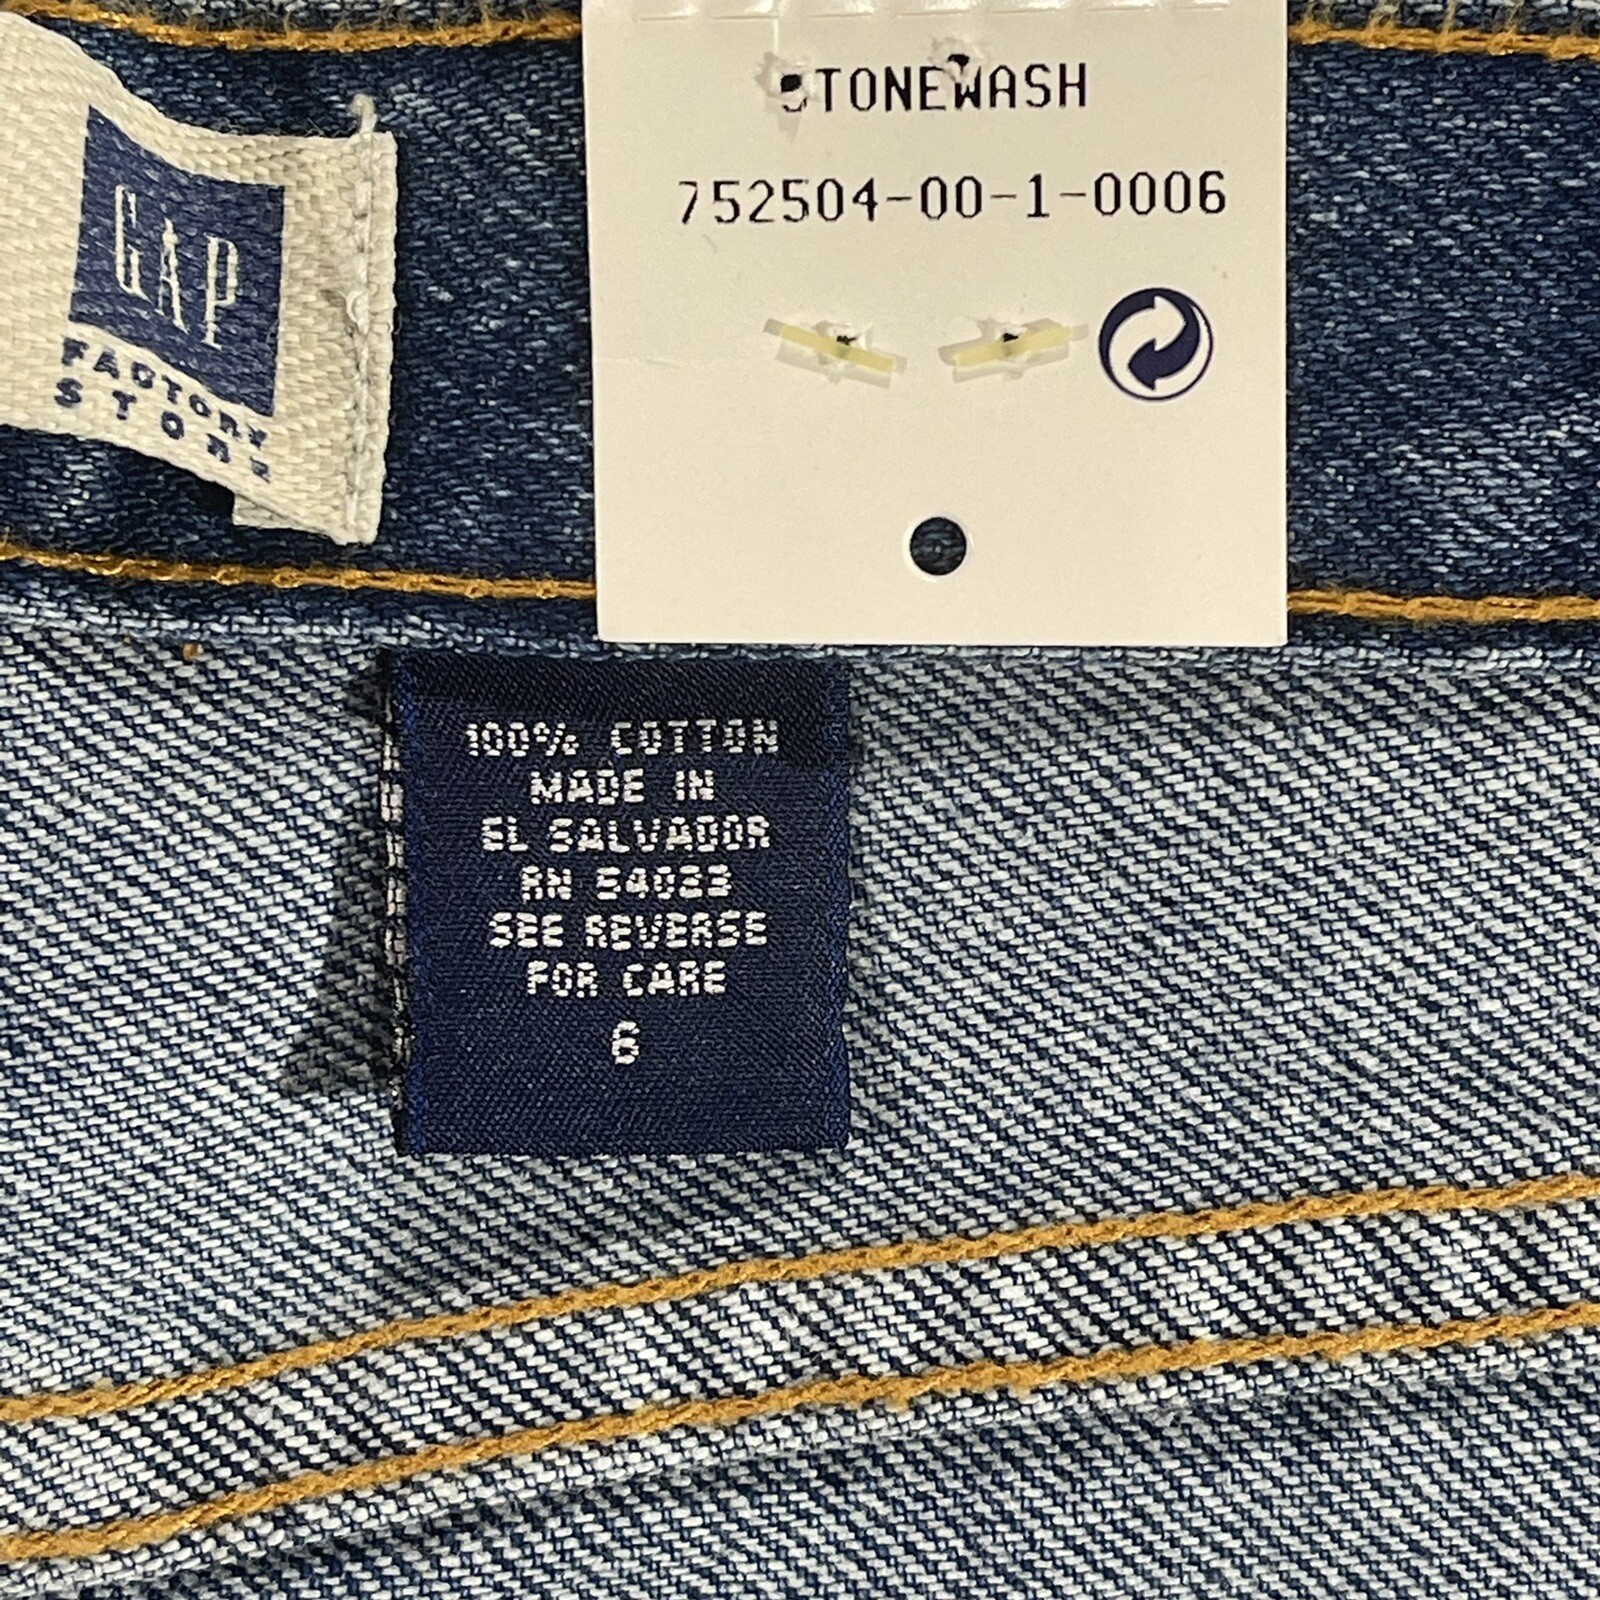 GAP
FACTORY
STORE
STONEWASH
752504-00-1-0006
100% COTTON
MADE IN
EL SALVADOR
RN 54023
SEE REVERSE
FOR CARE
6